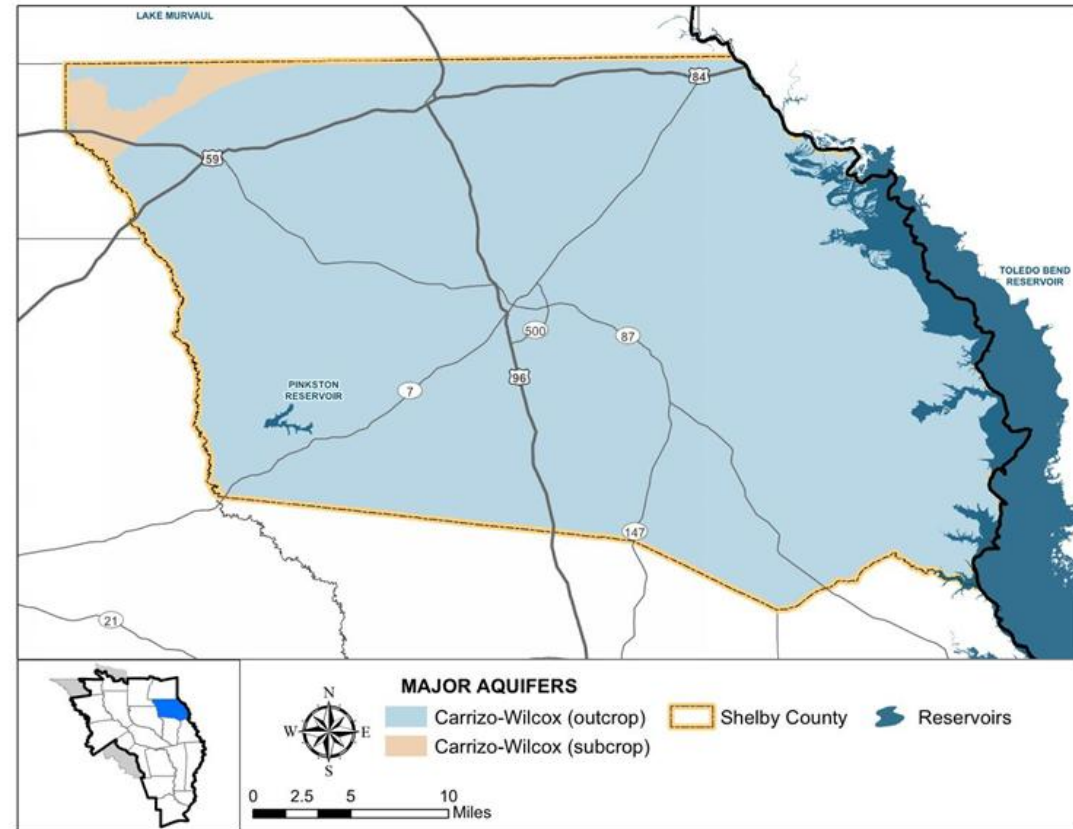 LAKE MURVAUL
84
59
TOLEDO BEND
RESERVOIR
500
87
96
PINKSTON
RESERVOIR
7
147
21
MAJOR AQUIFERS
Carrizo-Wilcox (outcrop)
Carrizo-Wilcox (subcrop)
Shelby County
Reservoirs
N
W
E
S
0 2.5 5 10
Miles